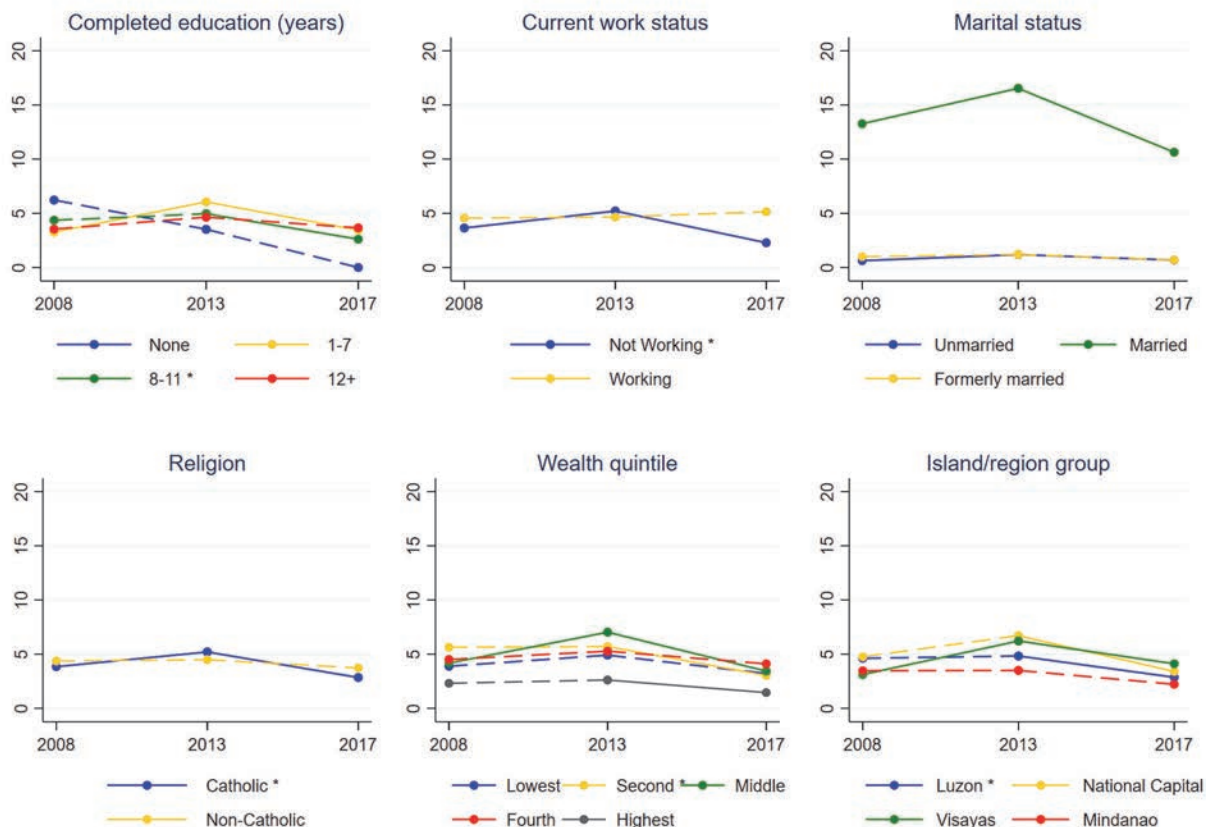 Completed education (years)
20
15
10
5
0
2008 2013 2017
None 1-7
8-11 * 12+
Current work status
20
15
10
5
0
2008 2013 2017
Not Working *
Working
Marital status
20
15
10
5
0
2008 2013 2017
Unmarried Married
Formerly married
Religion
20
15
10
5
0
2008 2013 2017
Catholic *
Non-Catholic
Wealth quintile
20
15
10
5
0
2008 2013 2017
Lowest Second * Middle
Fourth Highest
Island/region group
20
15
10
5
0
2008 2013 2017
Luzon * National Capital
Visayas Mindanao